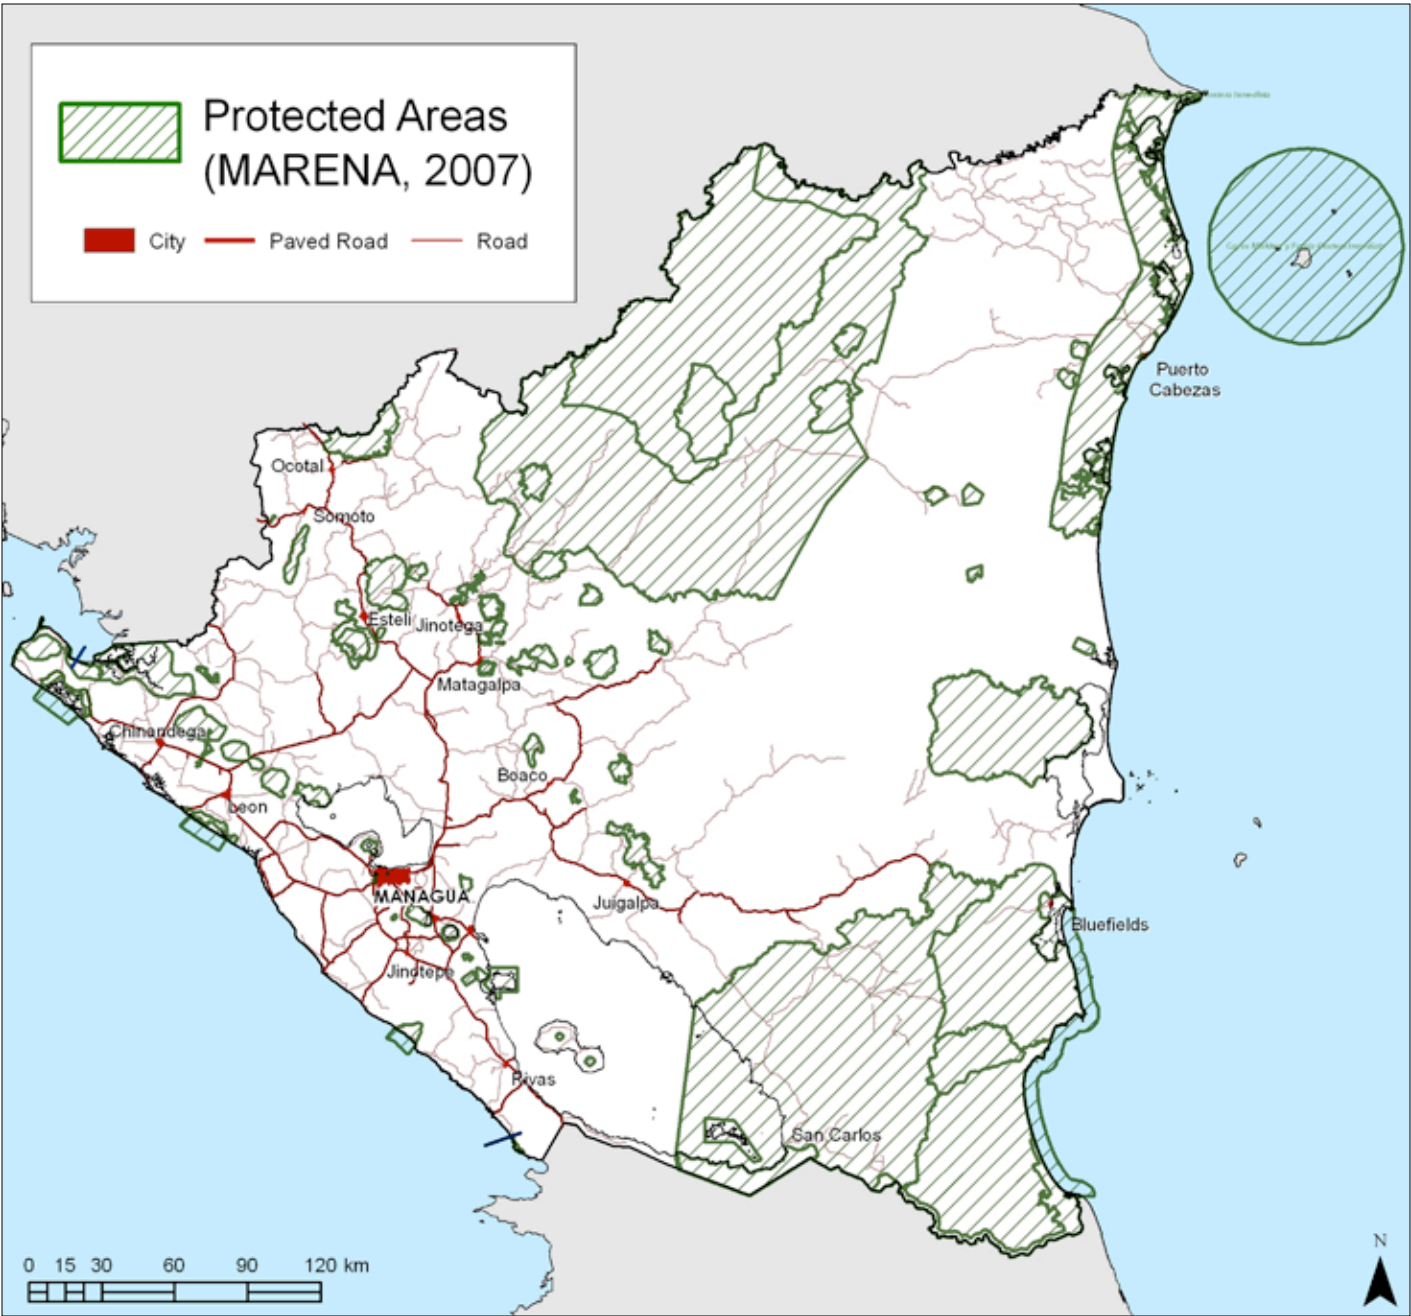 Protected Areas
(MARENA, 2007)
City
Paved Road
Road
Puerto
Cabezas
Ocotal
Somoto
Esteli
Jinotega
Matagalpa
Chinandega
Boaco
Leon
MANAGUA
Juigalpa
Bluefields
Jinotepe
Rivas
San Carlos
0 15 30 60 90 120 km
N